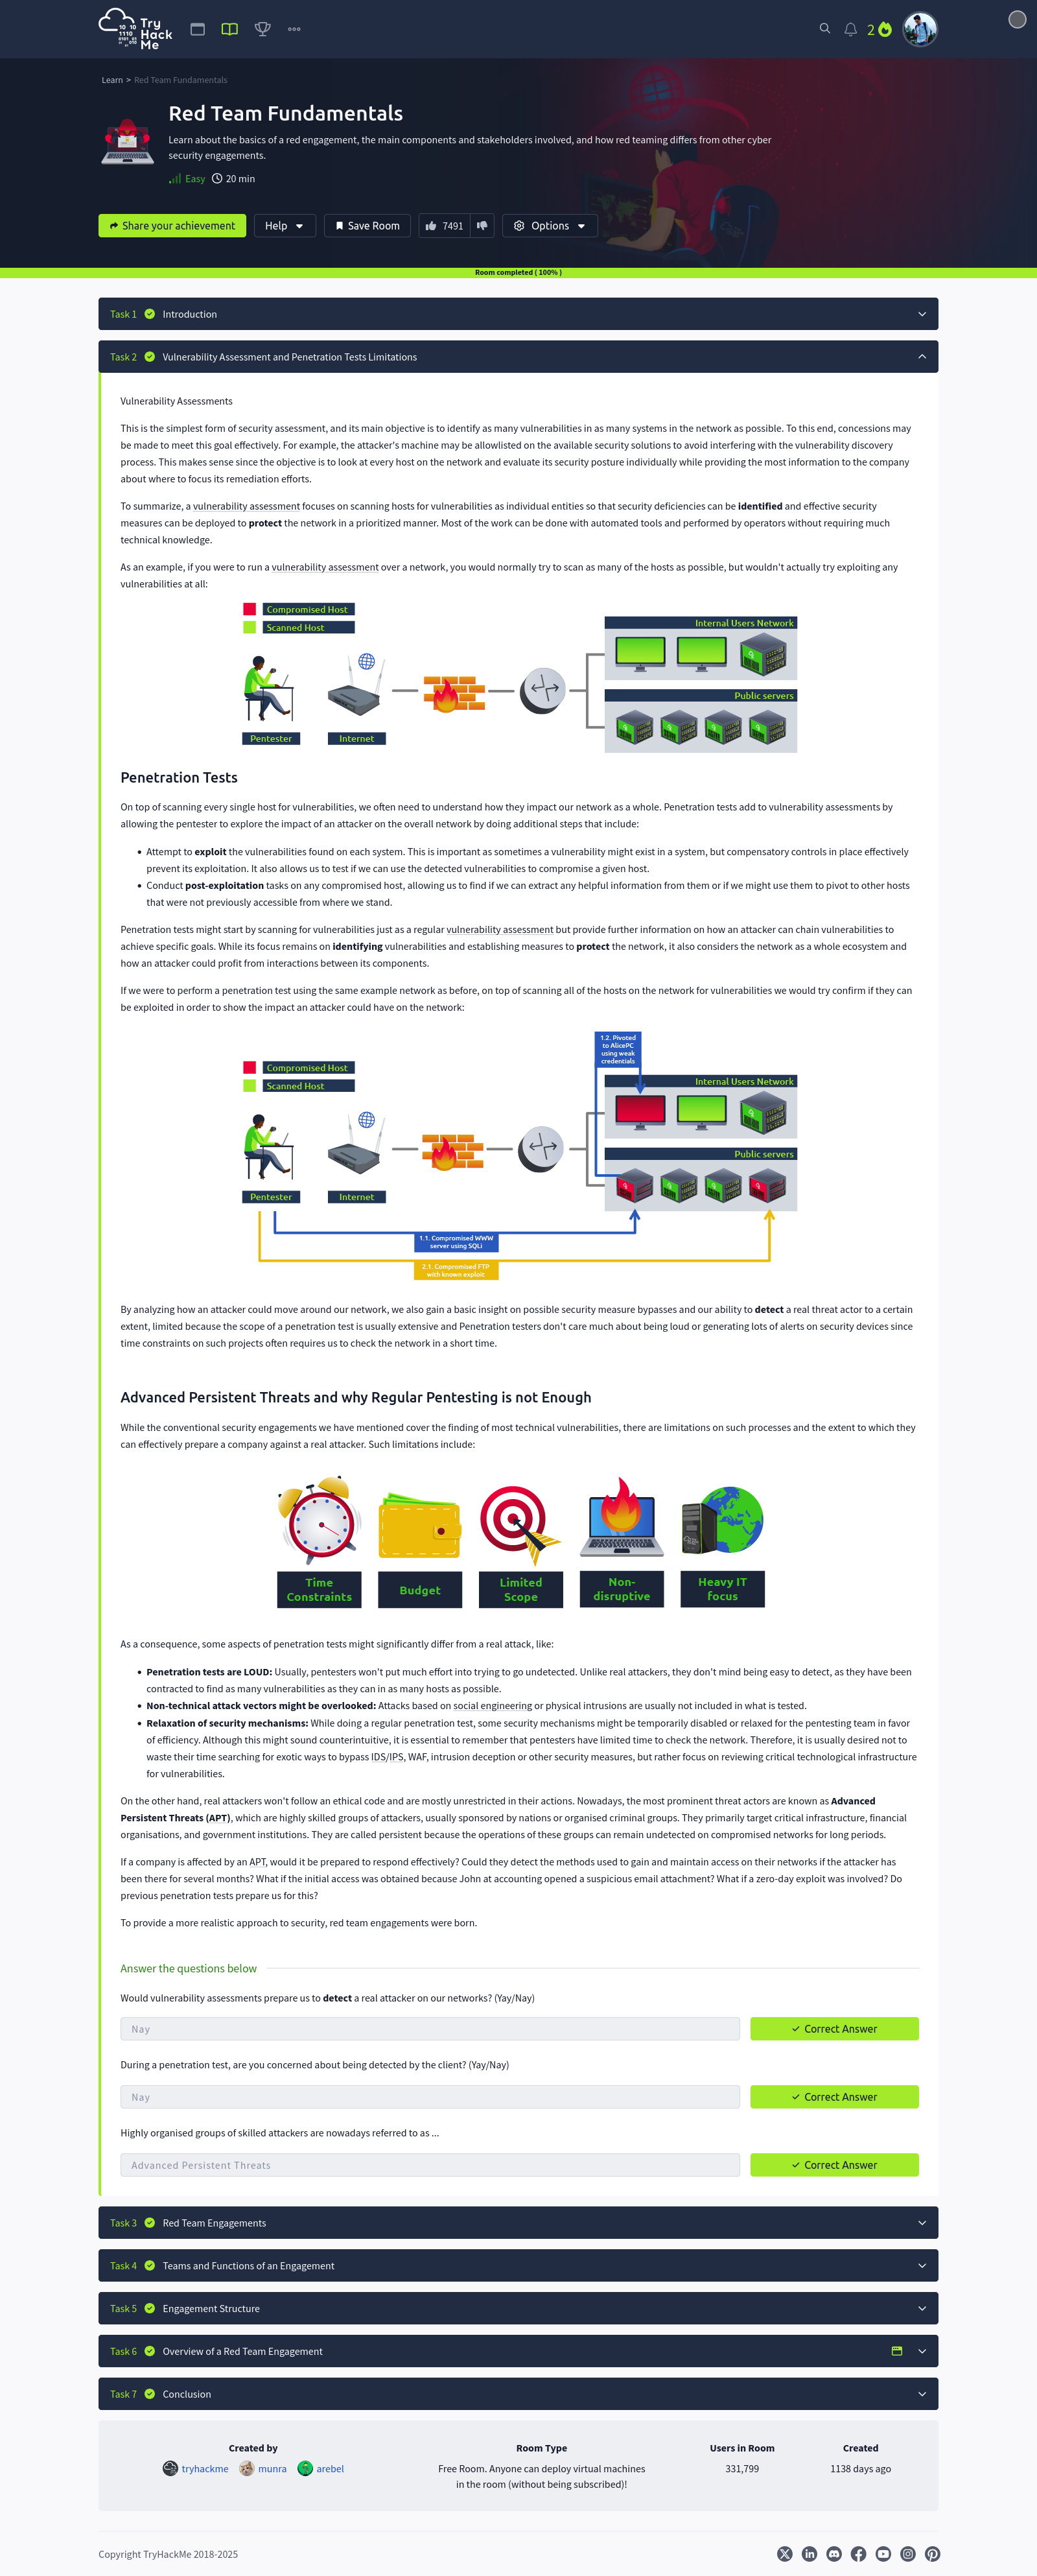 Try
Hack
Me
2
Learn > Red Team Fundamentals
Red Team Fundamentals
Learn about the basics of a red engagement, the main components and stakeholders involved, and how red teaming differs from other cyber
security engagements.
Easy 20 min
Share your achievement Help Save Room 7491 Options
Room completed ( 100% )
Task 1 Introduction
Task 2 Vulnerability Assessment and Penetration Tests Limitations
Vulnerability Assessments
This is the simplest form of security assessment, and its main objective is to identify as many vulnerabilities in as many systems in the network as possible. To this end, concessions may
be made to meet this goal effectively. For example, the attacker's machine may be allowlisted on the available security solutions to avoid interfering with the vulnerability discovery
process. This makes sense since the objective is to look at every host on the network and evaluate its security posture individually while providing the most information to the company
about where to focus its remediation efforts.
To summarize, a vulnerability assessment focuses on scanning hosts for vulnerabilities as individual entities so that security deficiencies can be identified and effective security
measures can be deployed to protect the network in a prioritized manner. Most of the work can be done with automated tools and performed by operators without requiring much
technical knowledge.
As an example, if you were to run a vulnerability assessment over a network, you would normally try to scan as many of the hosts as possible, but wouldn't actually try exploiting any
vulnerabilities at all:
Compromised Host
Scanned Host
Internal Users Network
Public servers
Pentester
Internet
Penetration Tests
On top of scanning every single host for vulnerabilities, we often need to understand how they impact our network as a whole. Penetration tests add to vulnerability assessments by
allowing the pentester to explore the impact of an attacker on the overall network by doing additional steps that include:
• Attempt to exploit the vulnerabilities found on each system. This is important as sometimes a vulnerability might exist in a system, but compensatory controls in place effectively
prevent its exploitation. It also allows us to test if we can use the detected vulnerabilities to compromise a given host.
• Conduct post-exploitation tasks on any compromised host, allowing us to find if we can extract any helpful information from them or if we might use them to pivot to other hosts
that were not previously accessible from where we stand.
Penetration tests might start by scanning for vulnerabilities just as a regular vulnerability assessment but provide further information on how an attacker can chain vulnerabilities to
achieve specific goals. While its focus remains on identifying vulnerabilities and establishing measures to protect the network, it also considers the network as a whole ecosystem and
how an attacker could profit from interactions between its components.
If we were to perform a penetration test using the same example network as before, on top of scanning all of the hosts on the network for vulnerabilities we would try confirm if they can
be exploited in order to show the impact an attacker could have on the network:
1.2. Pivoted
to AlicePC
using weak
credentials
Compromised Host
Scanned Host
Internal Users Network
Public servers
Pentester
Internet
1.1. Compromised WWW
server using SQLi
2.1. Compromised FTP
with known exploit
By analyzing how an attacker could move around our network, we also gain a basic insight on possible security measure bypasses and our ability to detect a real threat actor to a certain
extent, limited because the scope of a penetration test is usually extensive and Penetration testers don't care much about being loud or generating lots of alerts on security devices since
time constraints on such projects often requires us to check the network in a short time.
Advanced Persistent Threats and why Regular Pentesting is not Enough
While the conventional security engagements we have mentioned cover the finding of most technical vulnerabilities, there are limitations on such processes and the extent to which they
can effectively prepare a company against a real attacker. Such limitations include:
Time
Constraints
Budget
Limited
Scope
Non-
disruptive
Heavy IT
focus
As a consequence, some aspects of penetration tests might significantly differ from a real attack, like:
• Penetration tests are LOUD: Usually, pentesters won't put much effort into trying to go undetected. Unlike real attackers, they don't mind being easy to detect, as they have been
contracted to find as many vulnerabilities as they can in as many hosts as possible.
• Non-technical attack vectors might be overlooked: Attacks based on social engineering or physical intrusions are usually not included in what is tested.
• Relaxation of security mechanisms: While doing a regular penetration test, some security mechanisms might be temporarily disabled or relaxed for the pentesting team in favor
of efficiency. Although this might sound counterintuitive, it is essential to remember that pentesters have limited time to check the network. Therefore, it is usually desired not to
waste their time searching for exotic ways to bypass IDS/IPS, WAF, intrusion deception or other security measures, but rather focus on reviewing critical technological infrastructure
for vulnerabilities.
On the other hand, real attackers won't follow an ethical code and are mostly unrestricted in their actions. Nowadays, the most prominent threat actors are known as Advanced
Persistent Threats (APT), which are highly skilled groups of attackers, usually sponsored by nations or organised criminal groups. They primarily target critical infrastructure, financial
organisations, and government institutions. They are called persistent because the operations of these groups can remain undetected on compromised networks for long periods.
If a company is affected by an APT, would it be prepared to respond effectively? Could they detect the methods used to gain and maintain access on their networks if the attacker has
been there for several months? What if the initial access was obtained because John at accounting opened a suspicious email attachment? What if a zero-day exploit was involved? Do
previous penetration tests prepare us for this?
To provide a more realistic approach to security, red team engagements were born.
Answer the questions below
Would vulnerability assessments prepare us to detect a real attacker on our networks? (Yay/Nay)
Nay Correct Answer
During a penetration test, are you concerned about being detected by the client? (Yay/Nay)
Nay Correct Answer
Highly organised groups of skilled attackers are nowadays referred to as ...
Advanced Persistent Threats Correct Answer
Task 3 Red Team Engagements
Task 4 Teams and Functions of an Engagement
Task 5 Engagement Structure
Task 6 Overview of a Red Team Engagement
Task 7 Conclusion
Created by Room Type Users in Room Created
tryhackme munra arebel Free Room. Anyone can deploy virtual machines 331,799 1138 days ago
in the room (without being subscribed)!
Copyright TryHackMe 2018-2025